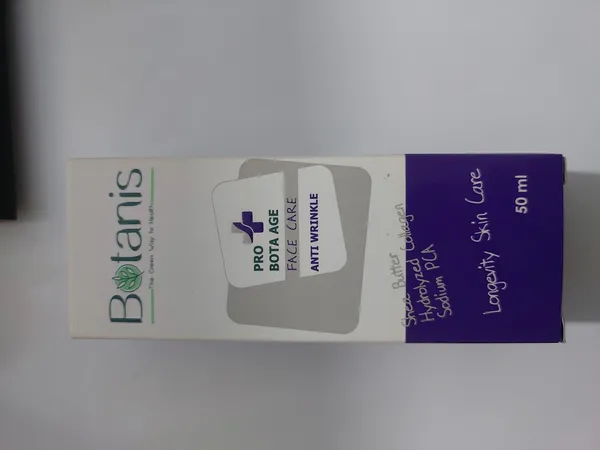 Botanis
The Green Way to Health
PRO
BOTA AGE
FACE CARE
ANTI WRINKLE
Shea Butter
Hydrolyzed Collagen
Sodium PCA
Longevity Skin Care
50 ml